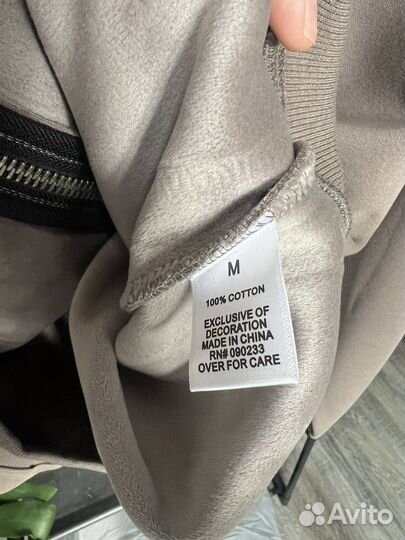 M
100% COTTON
EXCLUSIVE OF
DECORATION
MADE IN CHINA
RN# 090233
OVER FOR CARE
Avito